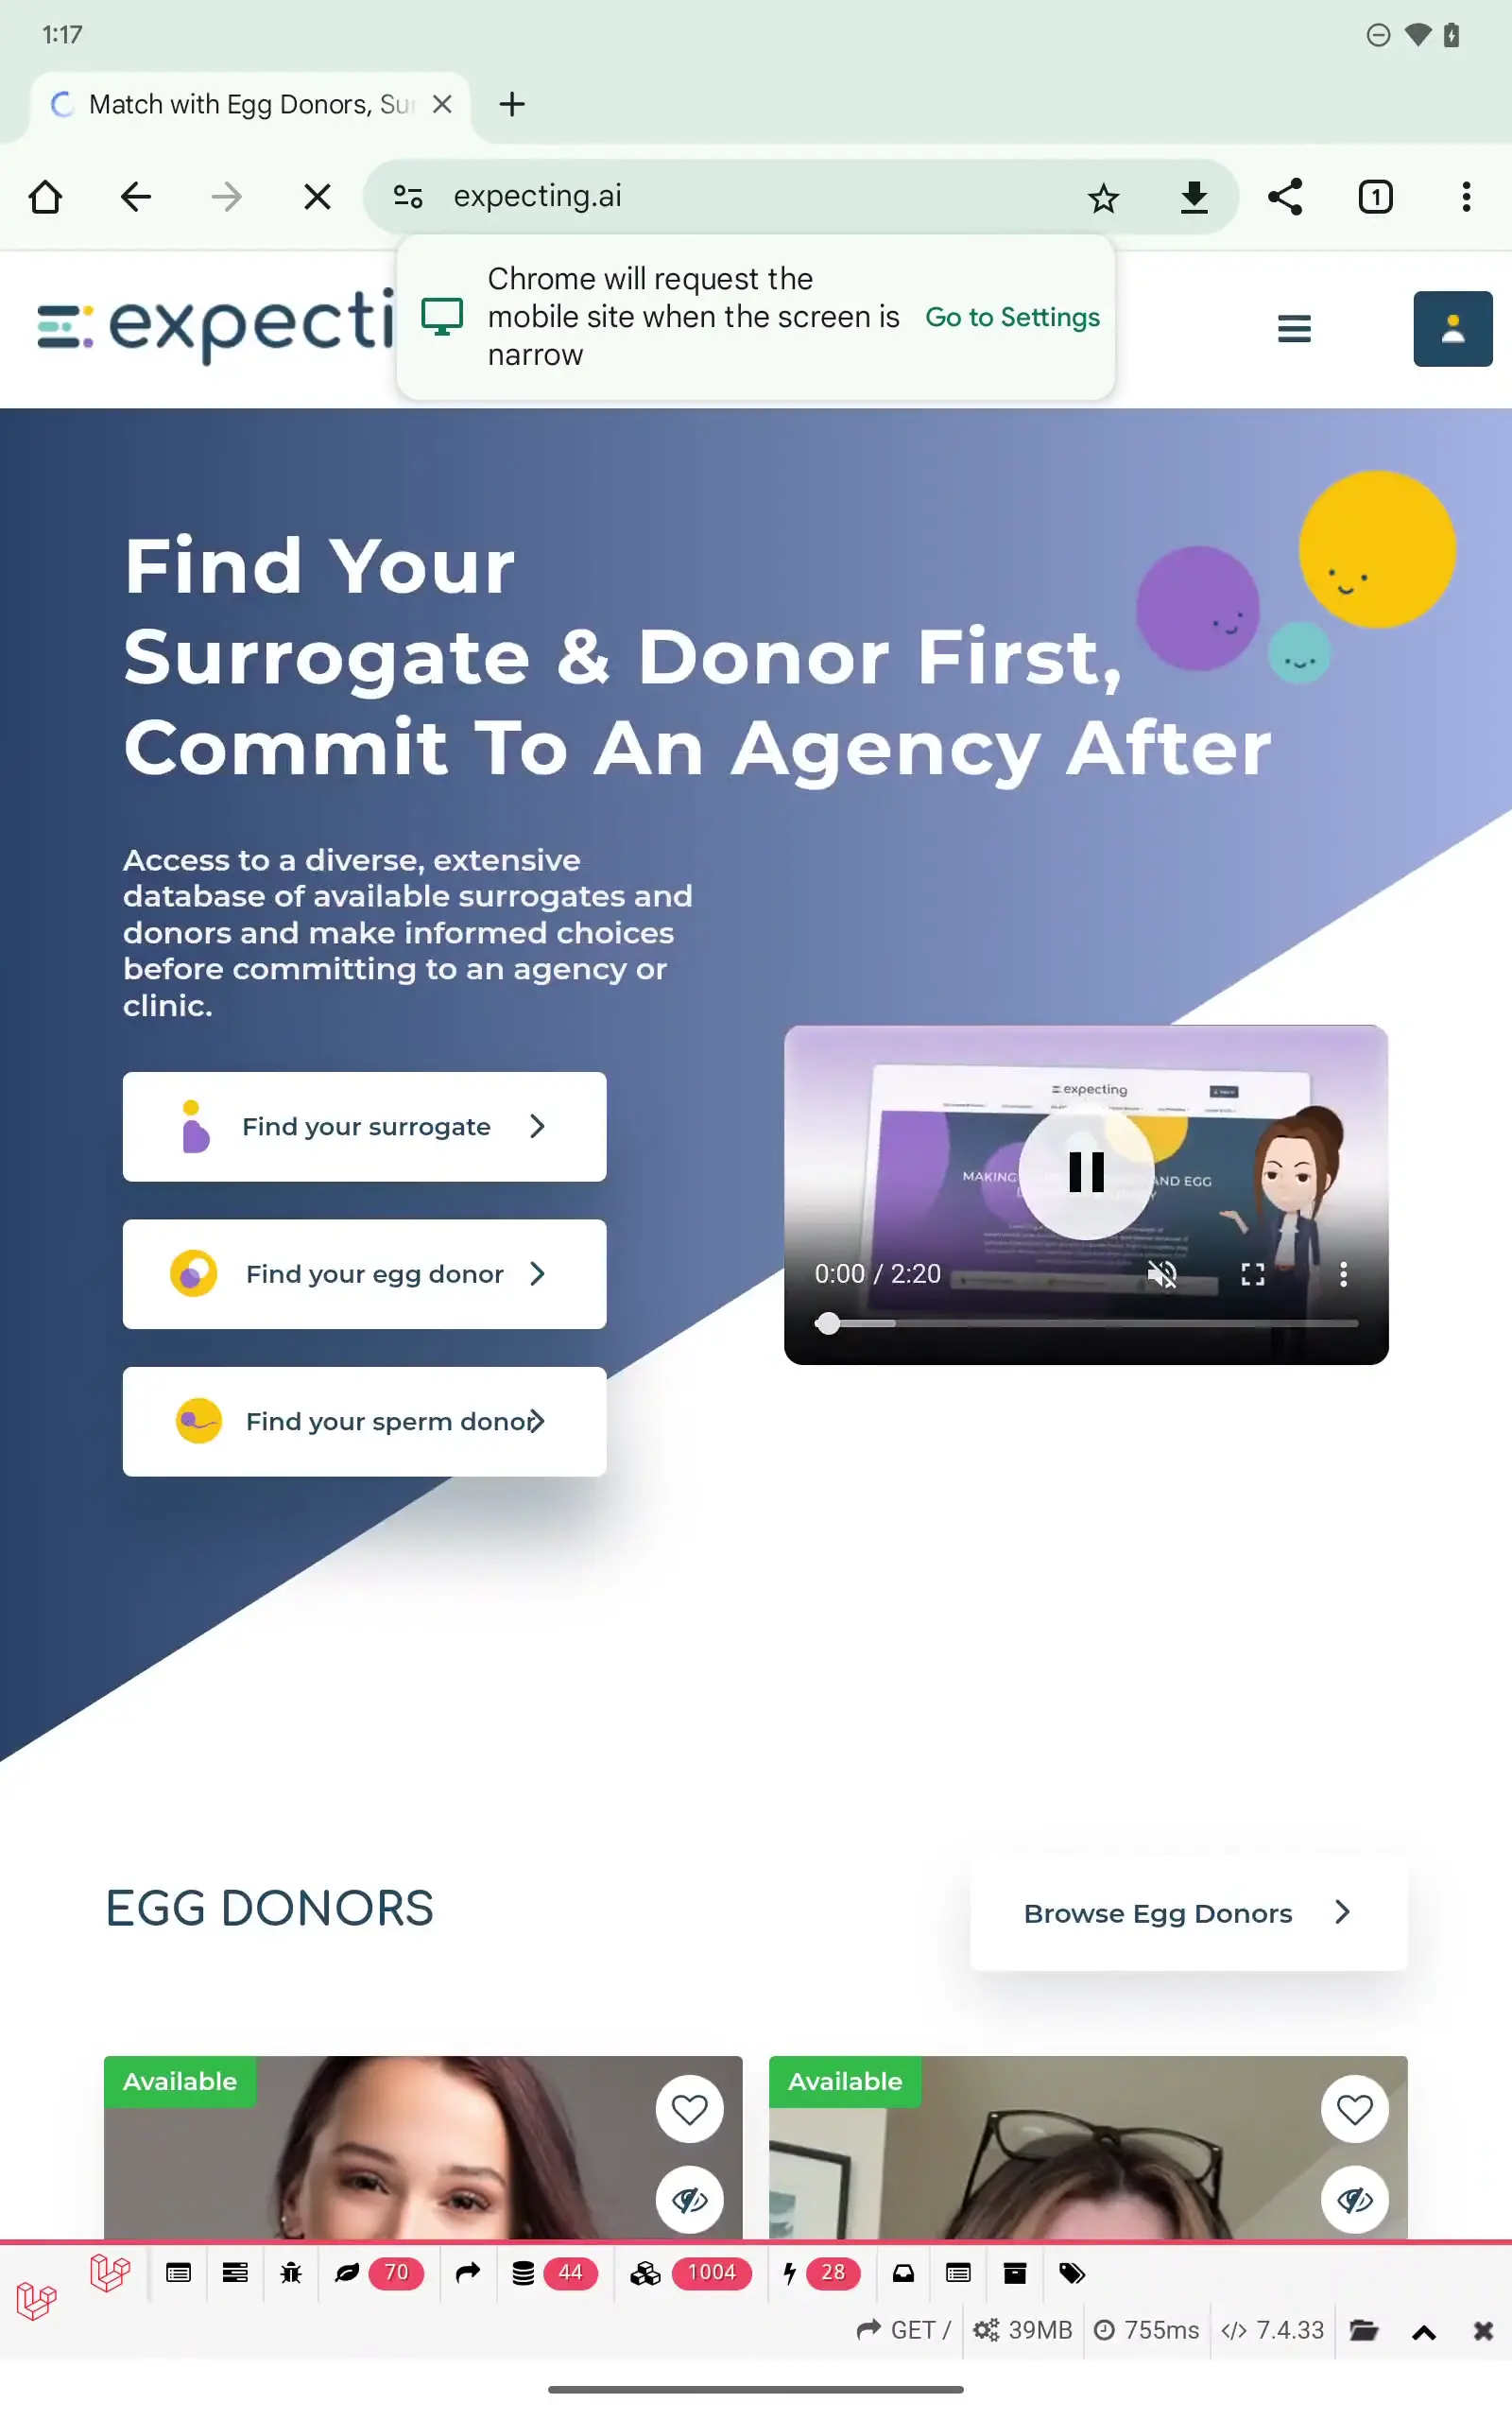 1:17
Match with Egg Donors, Sur
expecting.ai
1
expecti
Chrome will request the
mobile site when the screen is
narrow
Go to Settings
Find Your
Surrogate & Donor First,
Commit To An Agency After
Access to a diverse, extensive
database of available surrogates and
donors and make informed choices
before committing to an agency or
clinic.
Find your surrogate
Find your egg donor
Find your sperm donor
expecting
MAKING
AND EGG
0:00 / 2:20
EGG DONORS
Browse Egg Donors
Available
Available
70
44
1004
28
GET /
39MB
755ms
7.4.33